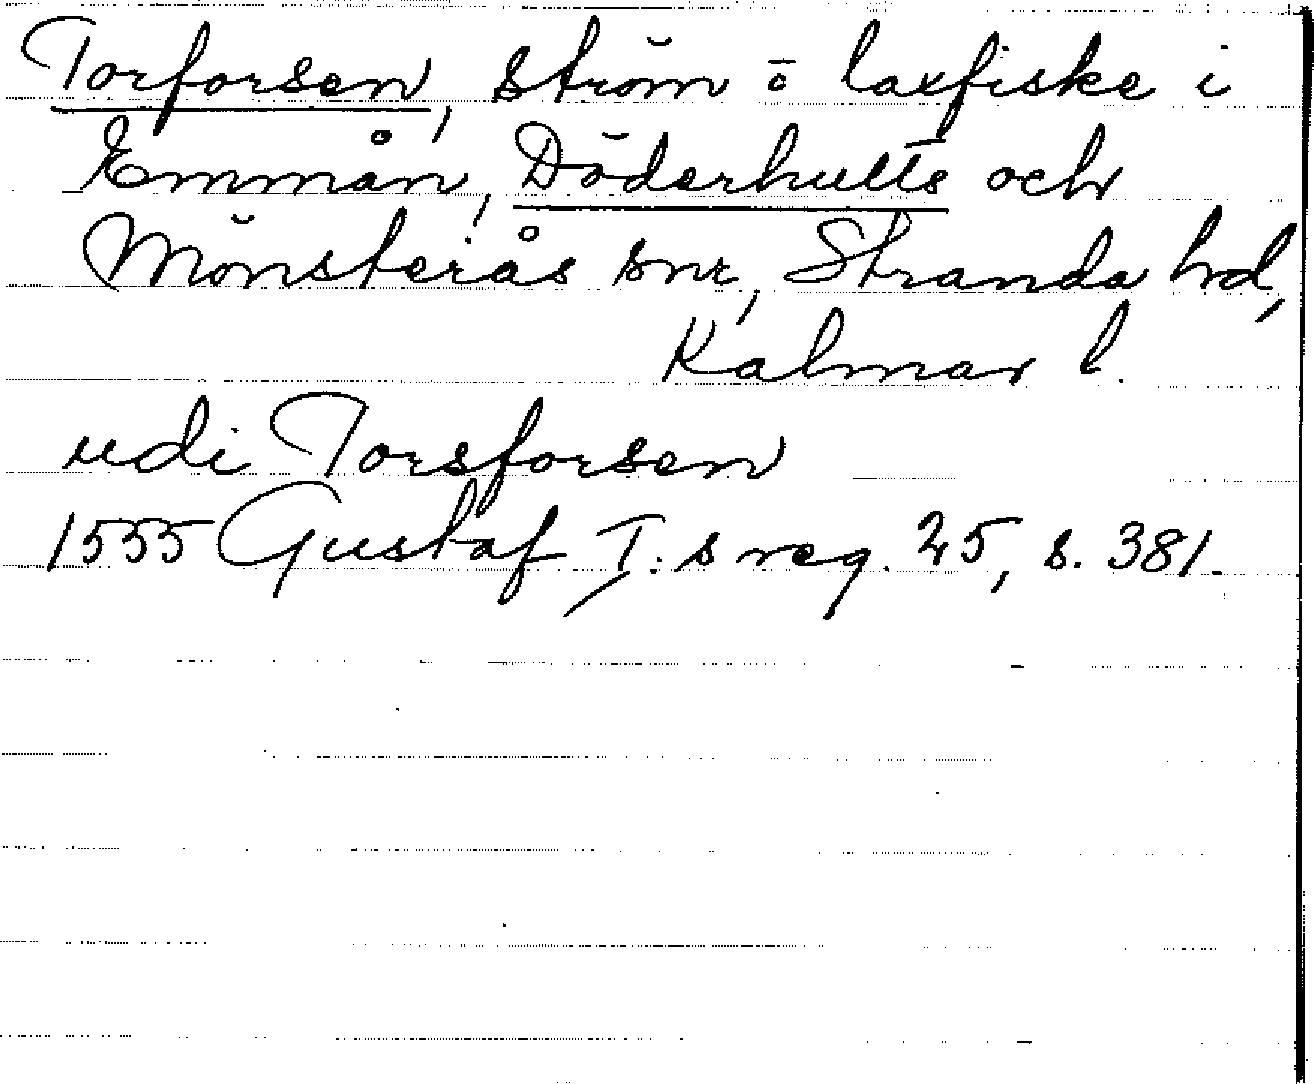 Torforsen, ström o laxfiske i
Emmån, Döderhults och
Mönsterås snr, Stranda hd,
Kalmar l.
udi Torsforsen
1555 Gustaf I:s reg. 25, s. 381.